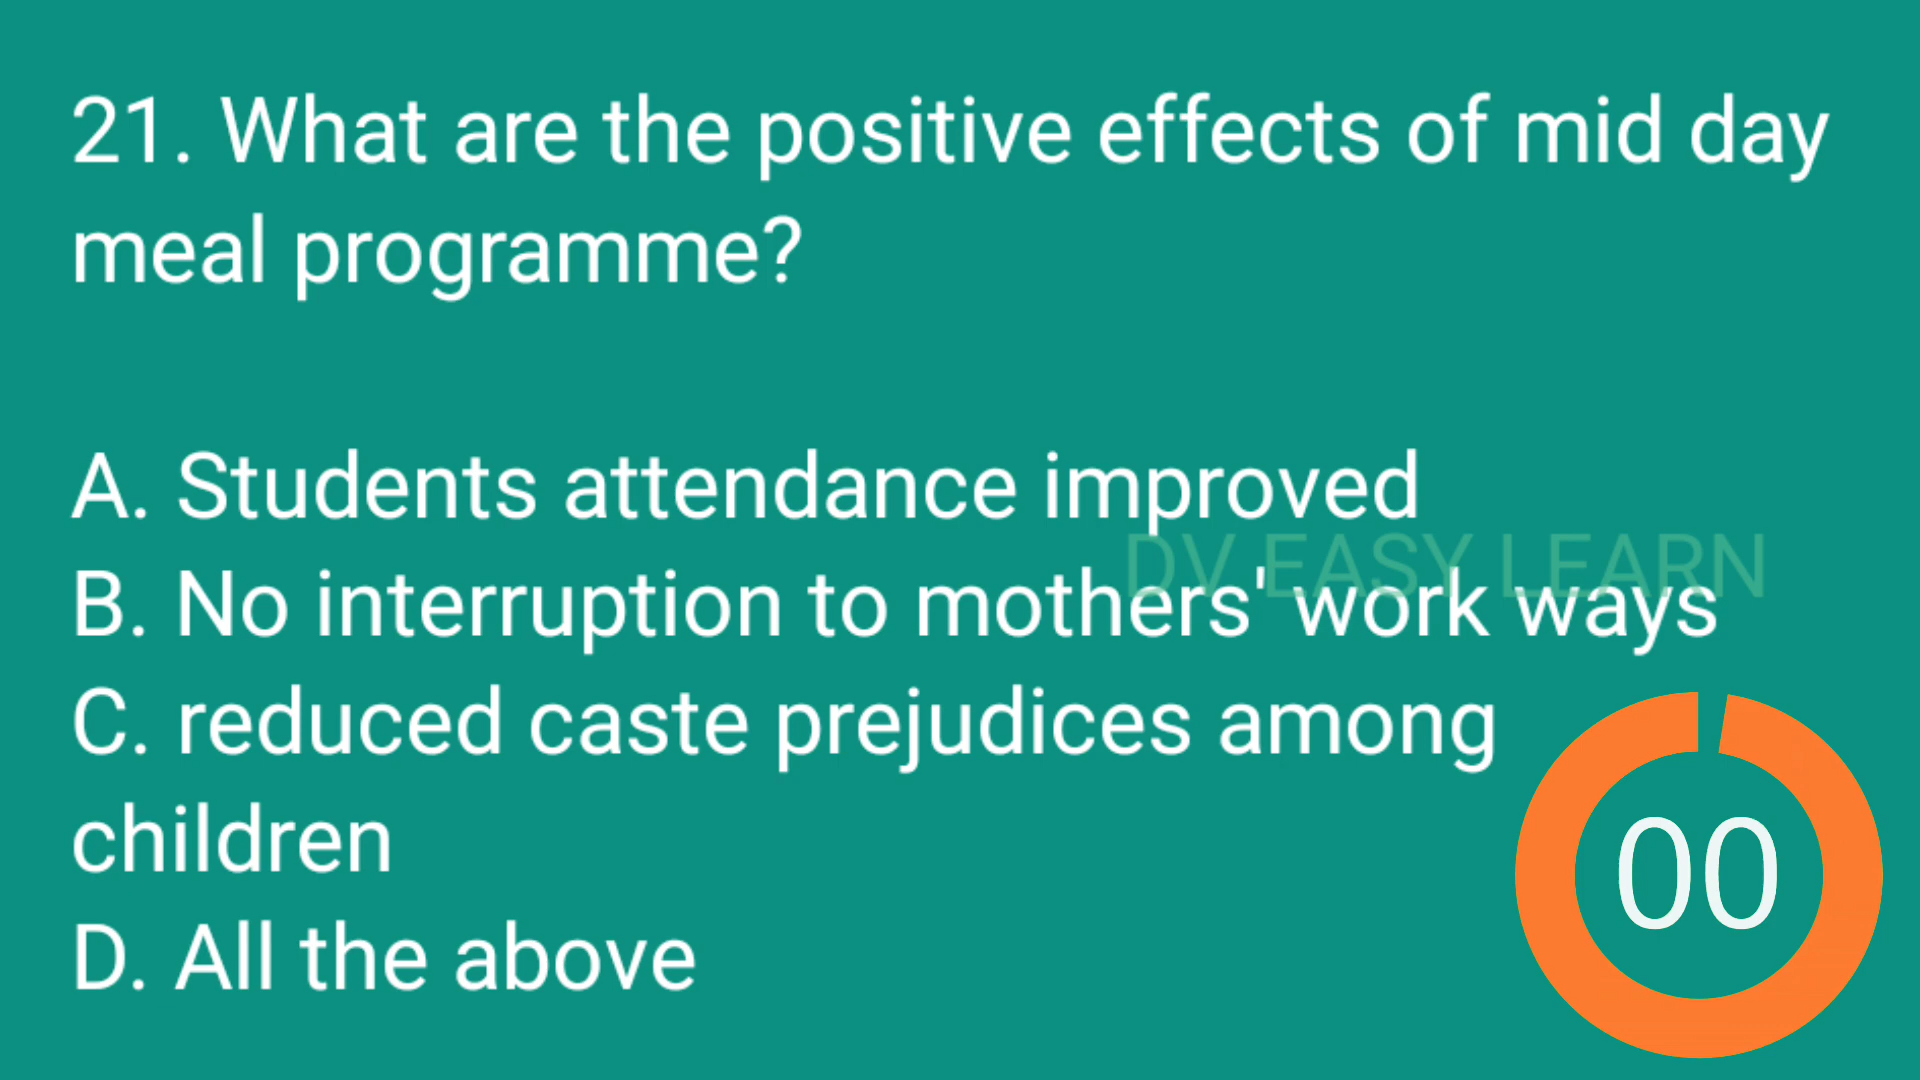 21. What are the positive effects of mid day
meal programme?
A. Students attendance improved
DV EASY LEARN
B. No interruption to mothers' work ways
C. reduced caste prejudices among
children
D. All the above
00